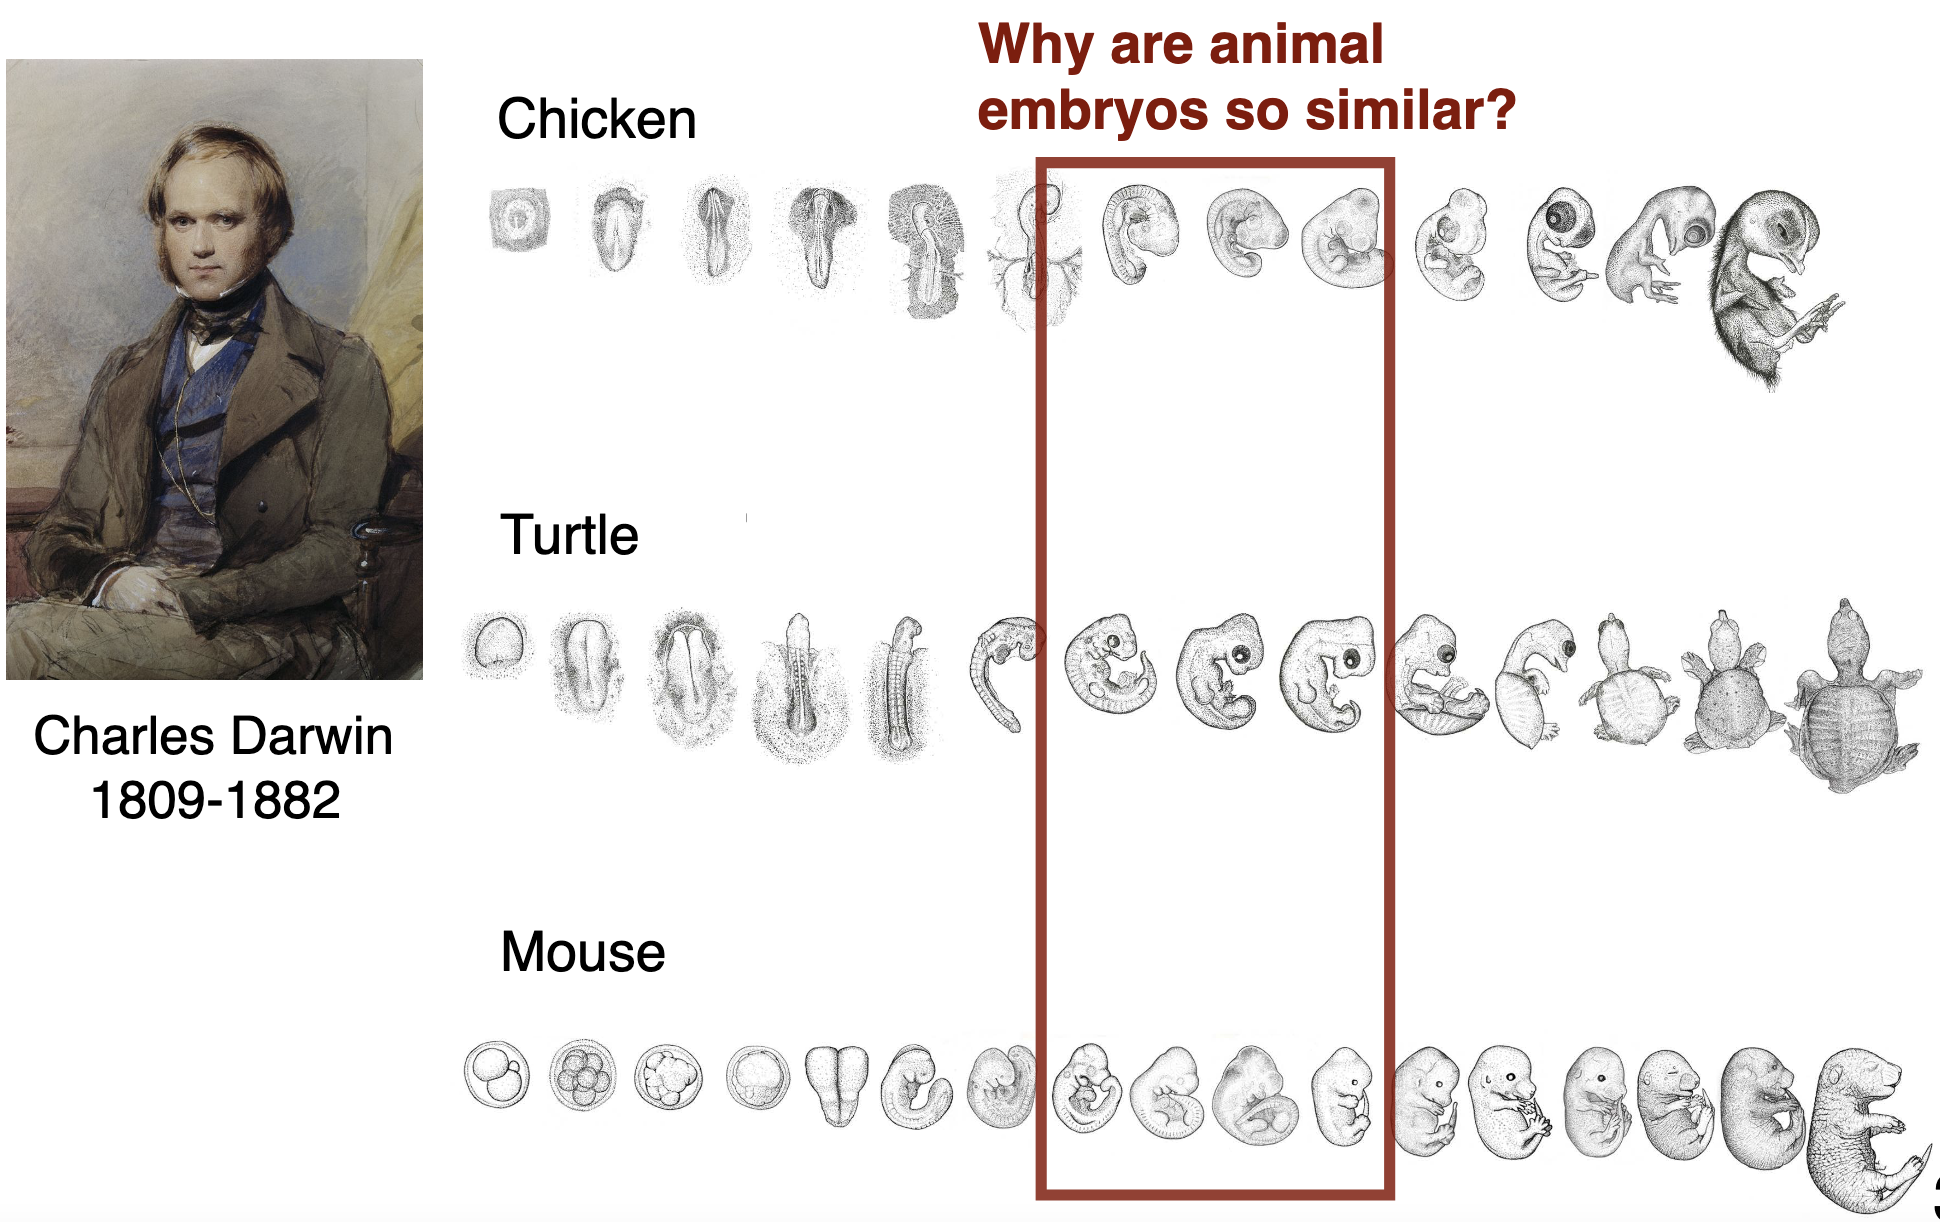 Why are animal
embryos so similar?
Chicken
Turtle
Charles Darwin
1809-1882
Mouse